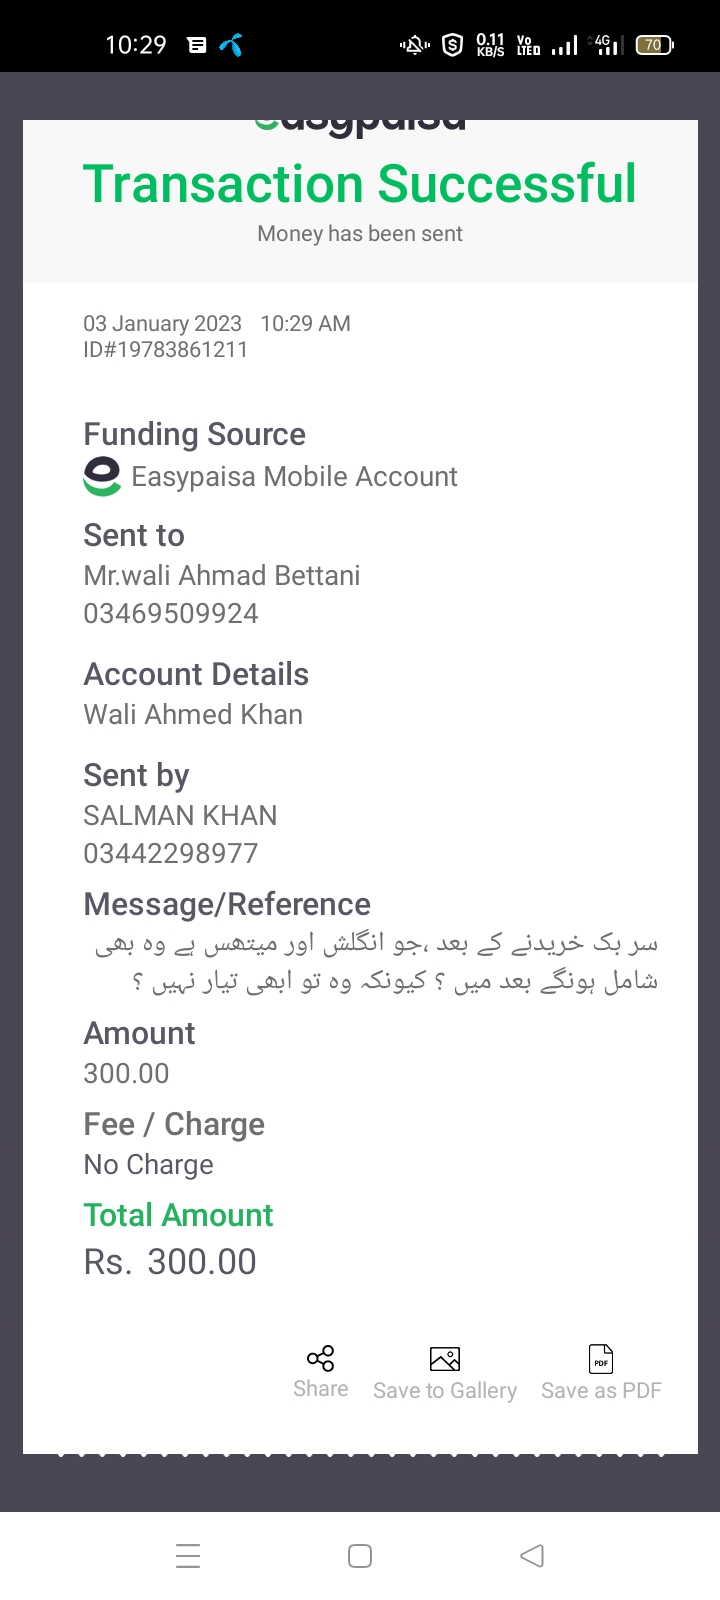 10:29
0.11 KB/S
Vo LTED
4G
70
easypaisa
Transaction Successful
Money has been sent
03 January 2023 10:29 AM
ID#19783861211
Funding Source
Easypaisa Mobile Account
Sent to
Mr.wali Ahmad Bettani
03469509924
Account Details
Wali Ahmed Khan
Sent by
SALMAN KHAN
03442298977
Message/Reference
سر بک خریدنے کے بعد ،جو انگلش اور میتھس ہے وہ بھی
شامل ہونگے بعد میں ؟ کیونکہ وہ تو ابھی تیار نہیں ؟
Amount
300.00
Fee / Charge
No Charge
Total Amount
Rs. 300.00
PDF
Share Save to Gallery Save as PDF